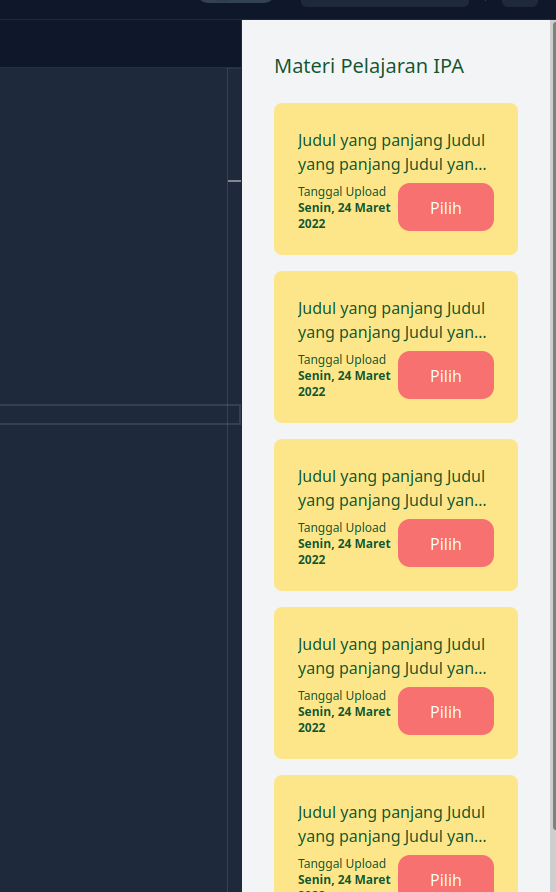 Materi Pelajaran IPA
Judul yang panjang Judul
yang panjang Judul yan...
Tanggal Upload
Senin, 24 Maret
2022
Pilih
Judul yang panjang Judul
yang panjang Judul yan...
Tanggal Upload
Senin, 24 Maret
2022
Pilih
Judul yang panjang Judul
yang panjang Judul yan...
Tanggal Upload
Senin, 24 Maret
2022
Pilih
Judul yang panjang Judul
yang panjang Judul yan...
Tanggal Upload
Senin, 24 Maret
2022
Pilih
Judul yang panjang Judul
yang panjang Judul yan...
Tanggal Upload
Senin, 24 Maret
Pilih